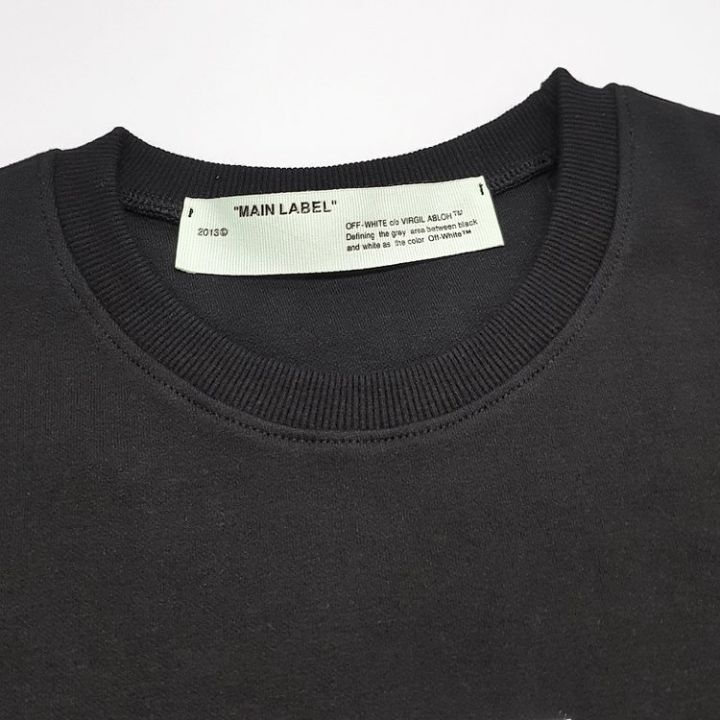 "MAIN LABEL"
2013©
OFF-WHITE c/o VIRGIL ABLOH™
Defining the grey area between black
and white as the color Off-White™